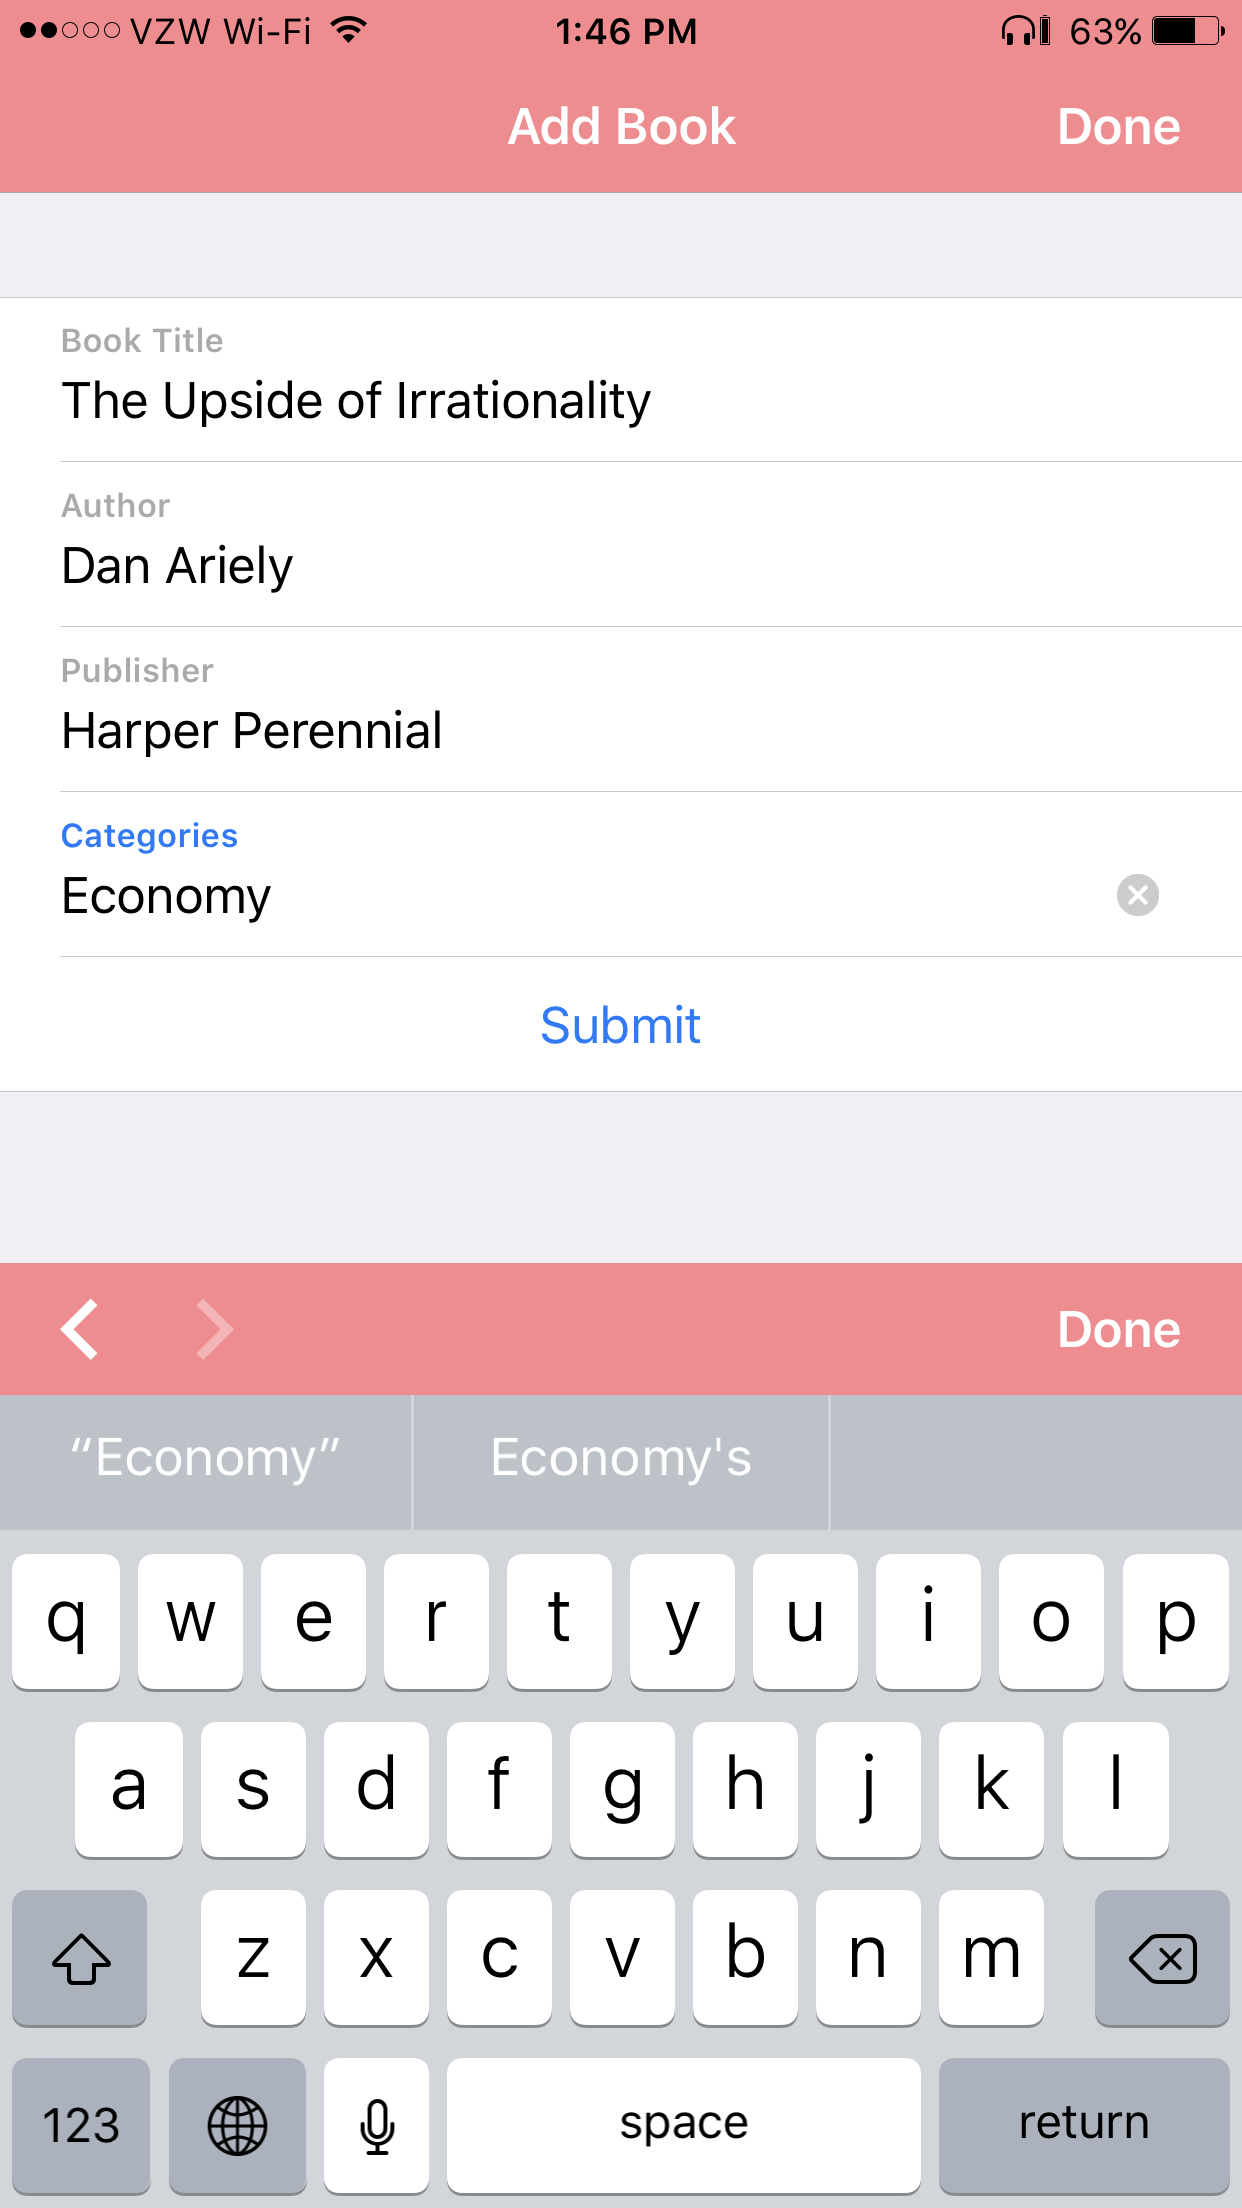 VZW Wi-Fi 1:46 PM 63%
Add Book Done
Book Title
The Upside of Irrationality
Author
Dan Ariely
Publisher
Harper Perennial
Categories
Economy
Submit
Done
“Economy” Economy's
q w e r t y u i o p
a s d f g h j k l
z x c v b n m
123 space return